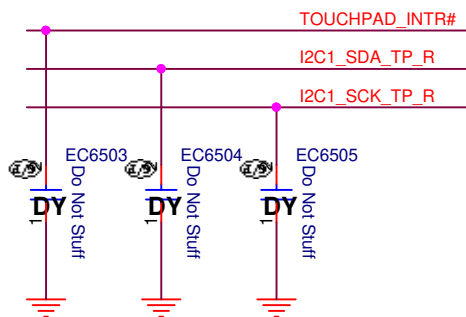 TOUCHPAD_INTR#
I2C1_SDA_TP_R
I2C1_SCK_TP_R
EC6503
EC6504
EC6505
Do Not Stuff
Do Not Stuff
Do Not Stuff
DY
DY
DY
1
1
1